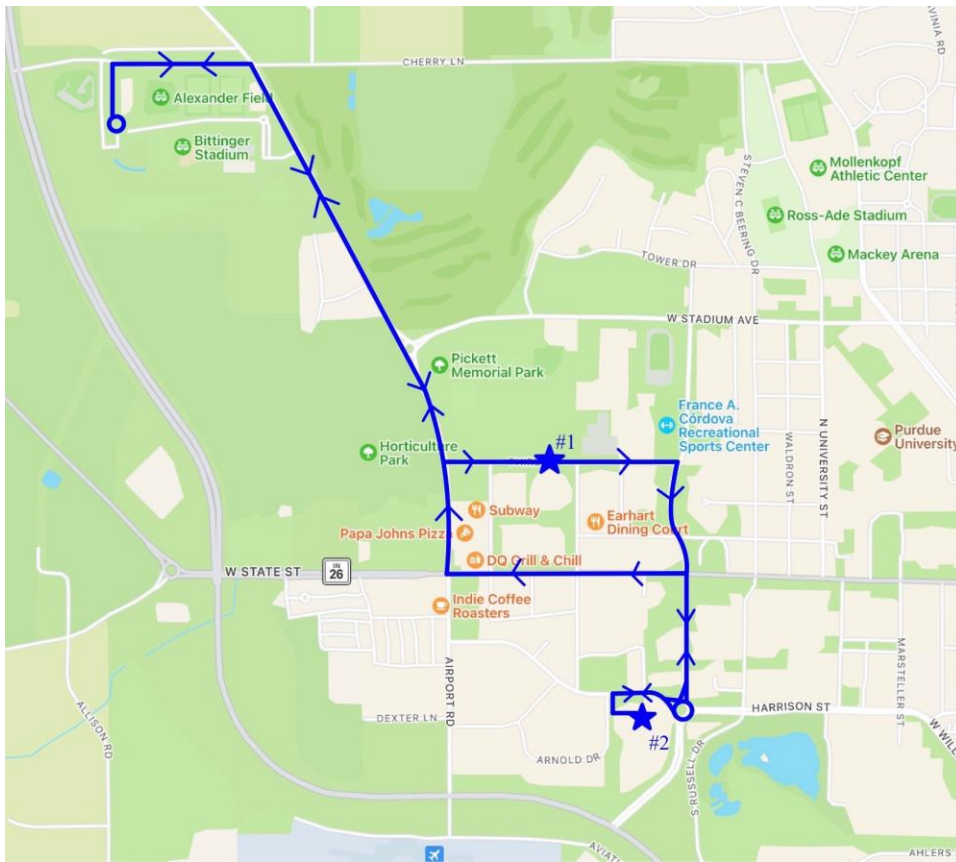 CHERRY LN
Alexander Field
Bittinger
Stadium
STEVEN C BEERING DR
Mollenkopf
Athletic Center
Ross-Ade Stadium
Mackey Arena
TOWER DR
W STADIUM AVE
Pickett
Memorial Park
France A.
Córdova
Recreational
Sports Center
#1
Horticulture
Park
N UNIVERSITY ST
WALDRON ST
Purdue
University
Subway
Papa Johns Pizza
Earhart
Dining Court
DQ Grill & Chill
W STATE ST
26
Indie Coffee
Roasters
AIRPORT RD
MARSTELLER ST
ALLISON RD
DEXTER LN
HARRISON ST
#2
ARNOLD DR
S RUSSELL DR
AHLERS